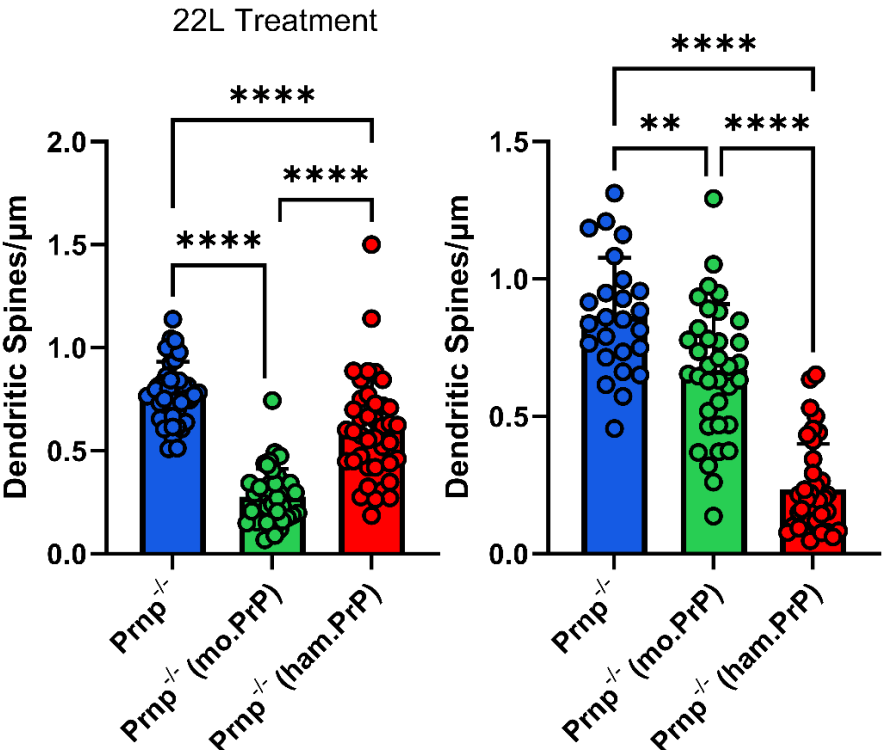 22L Treatment
****
****
****
2.0
1.5
1.0
0.5
0.0
Dendritic Spines/µm
Prnp-/-
Prnp-/- (mo.PrP)
Prnp-/- (ham.PrP)
****
**
****
1.5
1.0
0.5
0.0
Dendritic Spines/µm
Prnp-/-
Prnp-/- (mo.PrP)
Prnp-/- (ham.PrP)